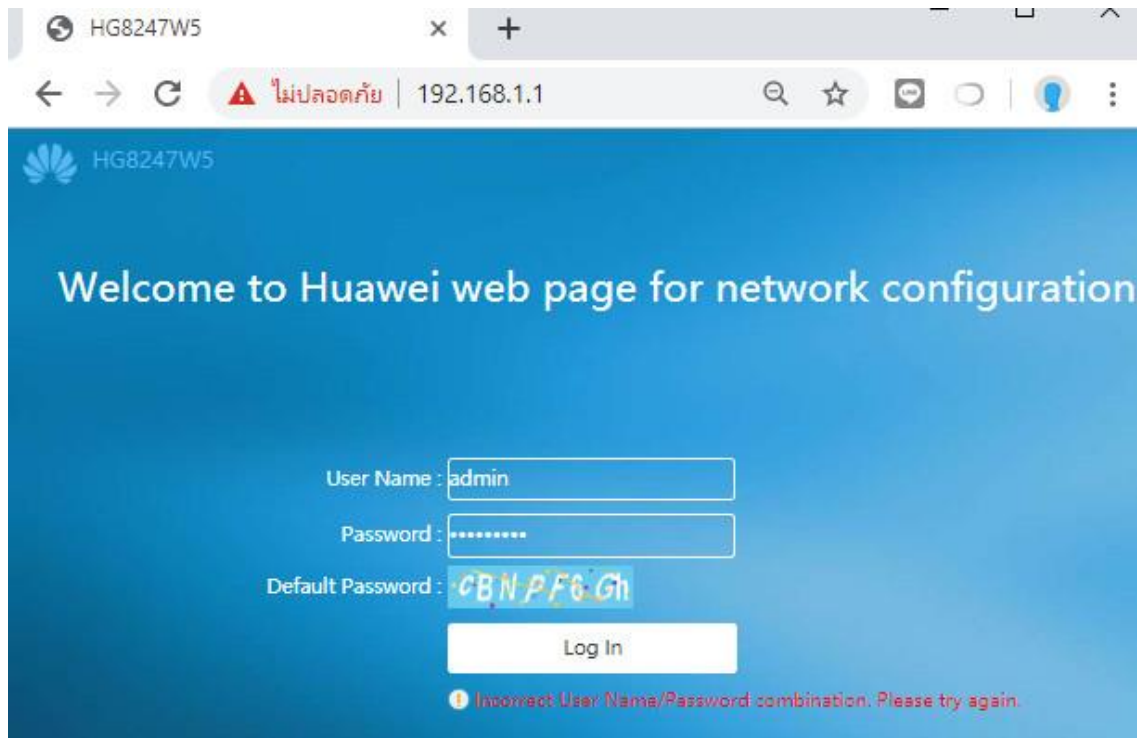 HG8247W5
ไม่ปลอดภัย 192.168.1.1
HG8247W5
Welcome to Huawei web page for network configuration
User Name : admin
Password : •••••••••
Default Password : cBNPF6Gh
Log In
Incorrect User Name/Password combination. Please try again.